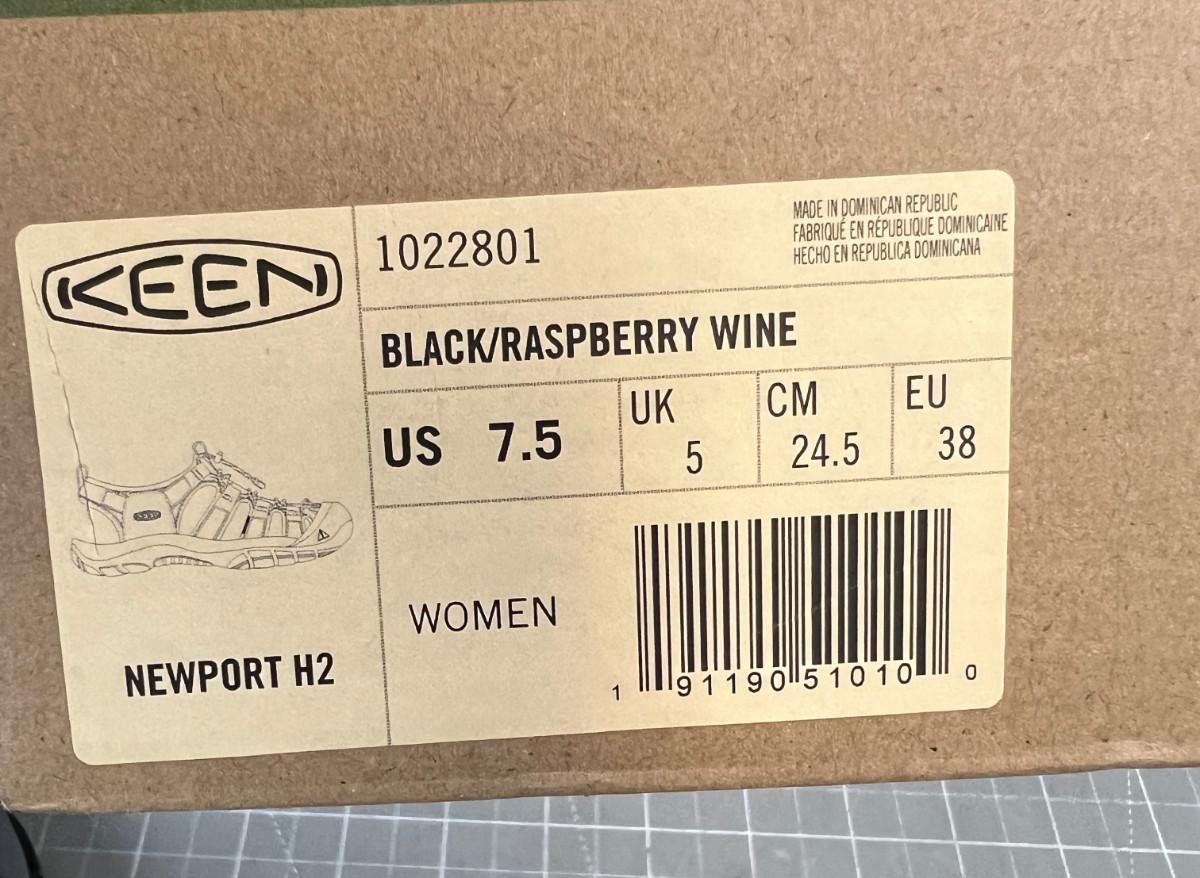 KEEN
NEWPORT H2
1022801
MADE IN DOMINICAN REPUBLIC
FABRIQUÉ EN RÉPUBLIQUE DOMINICAINE
HECHO EN REPUBLICA DOMINICANA
BLACK/RASPBERRY WINE
US 7.5
UK 5
CM 24.5
EU 38
WOMEN
1 91190 51010 0